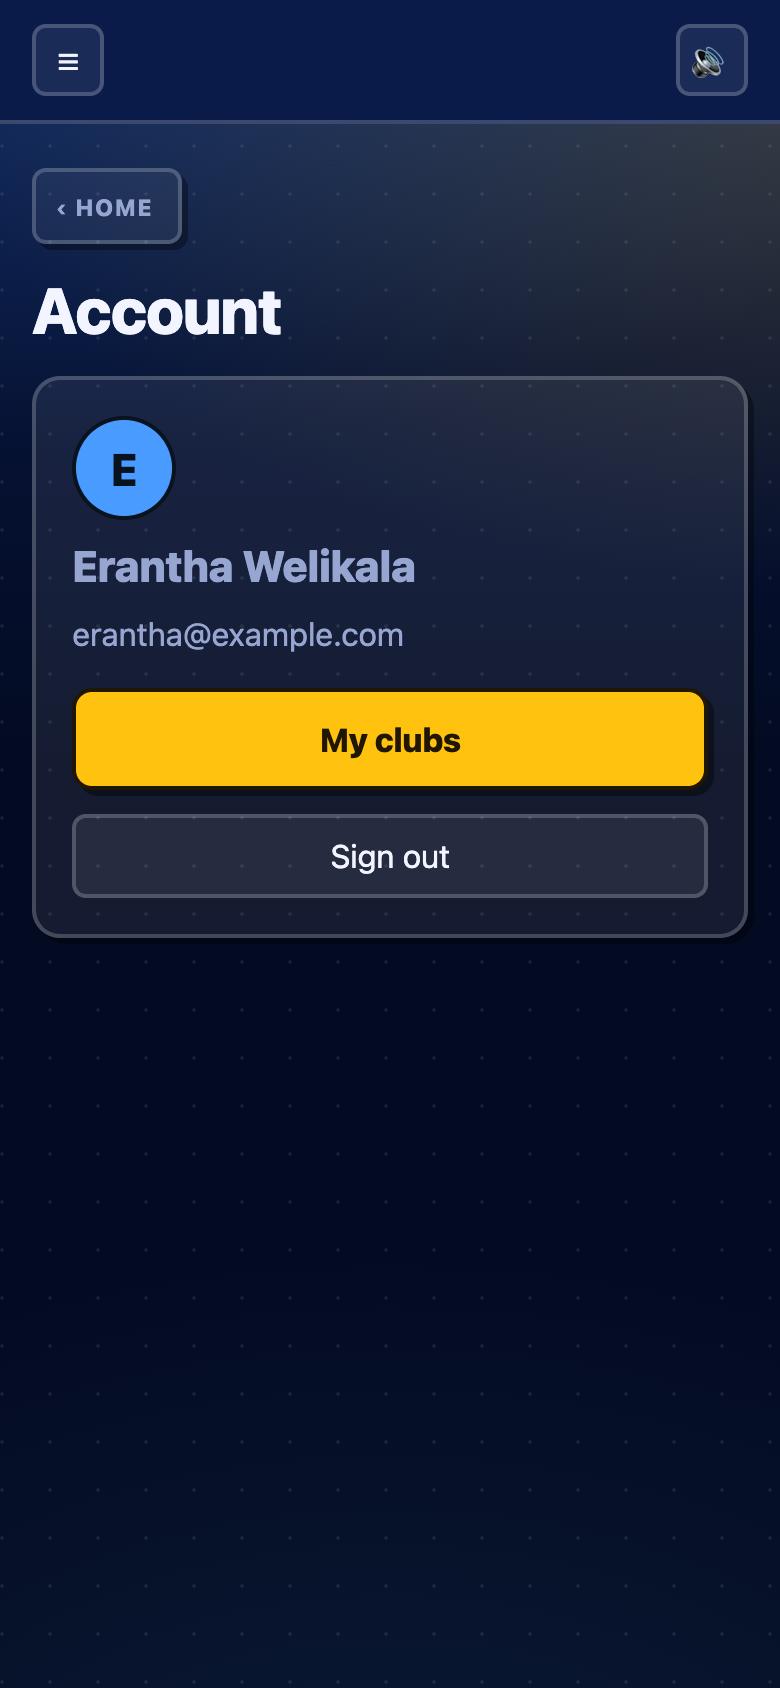 ‹ HOME
Account
E
Erantha Welikala
erantha@example.com
My clubs
Sign out